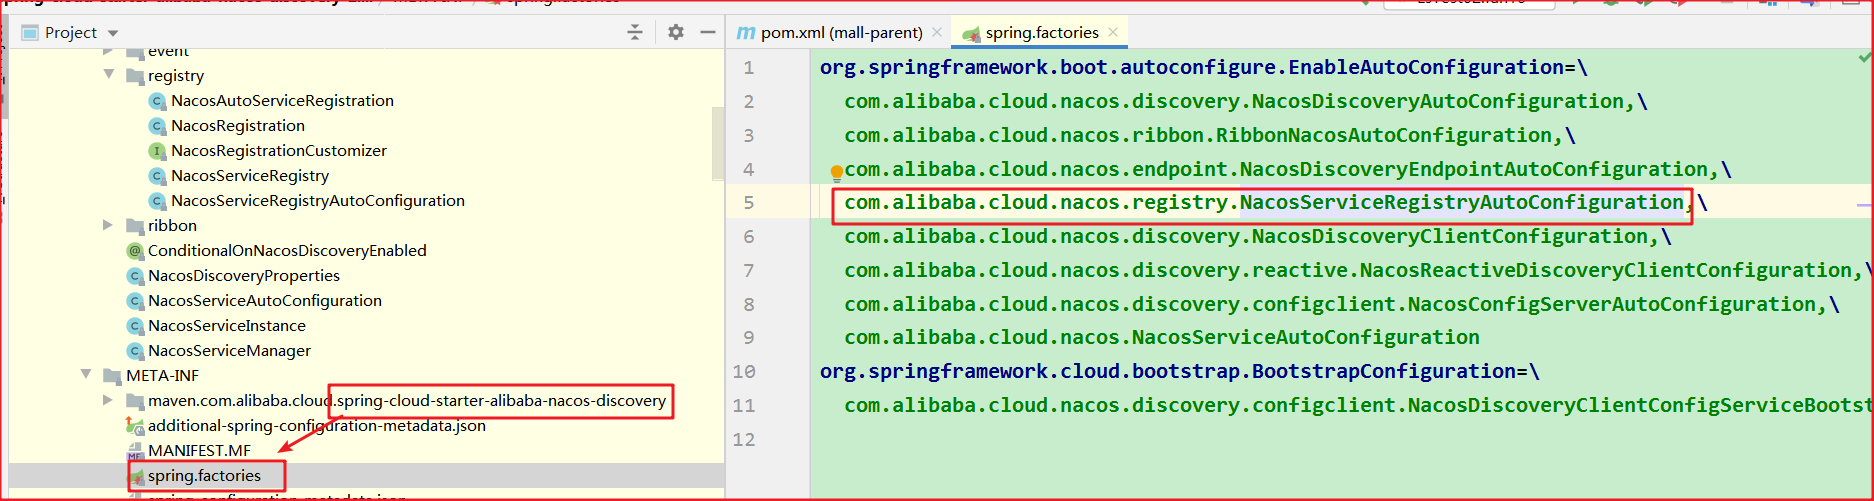 Project
event
registry
NacosAutoServiceRegistration
NacosRegistration
NacosRegistrationCustomizer
NacosServiceRegistry
NacosServiceRegistryAutoConfiguration
ribbon
ConditionalOnNacosDiscoveryEnabled
NacosDiscoveryProperties
NacosServiceAutoConfiguration
NacosServiceInstance
NacosServiceManager
META-INF
maven.com.alibaba.cloud.spring-cloud-starter-alibaba-nacos-discovery
additional-spring-configuration-metadata.json
MANIFEST.MF
spring.factories
pom.xml (mall-parent)
spring.factories
1 org.springframework.boot.autoconfigure.EnableAutoConfiguration=\
2 com.alibaba.cloud.nacos.discovery.NacosDiscoveryAutoConfiguration,\
3 com.alibaba.cloud.nacos.ribbon.RibbonNacosAutoConfiguration,\
4 com.alibaba.cloud.nacos.endpoint.NacosDiscoveryEndpointAutoConfiguration,\
5 com.alibaba.cloud.nacos.registry.NacosServiceRegistryAutoConfiguration,\
6 com.alibaba.cloud.nacos.discovery.NacosDiscoveryClientConfiguration,\
7 com.alibaba.cloud.nacos.discovery.reactive.NacosReactiveDiscoveryClientConfiguration,\
8 com.alibaba.cloud.nacos.discovery.configclient.NacosConfigServerAutoConfiguration,\
9 com.alibaba.cloud.nacos.NacosServiceAutoConfiguration
10 org.springframework.cloud.bootstrap.BootstrapConfiguration=\
11 com.alibaba.cloud.nacos.discovery.configclient.NacosDiscoveryClientConfigServiceBootst
12